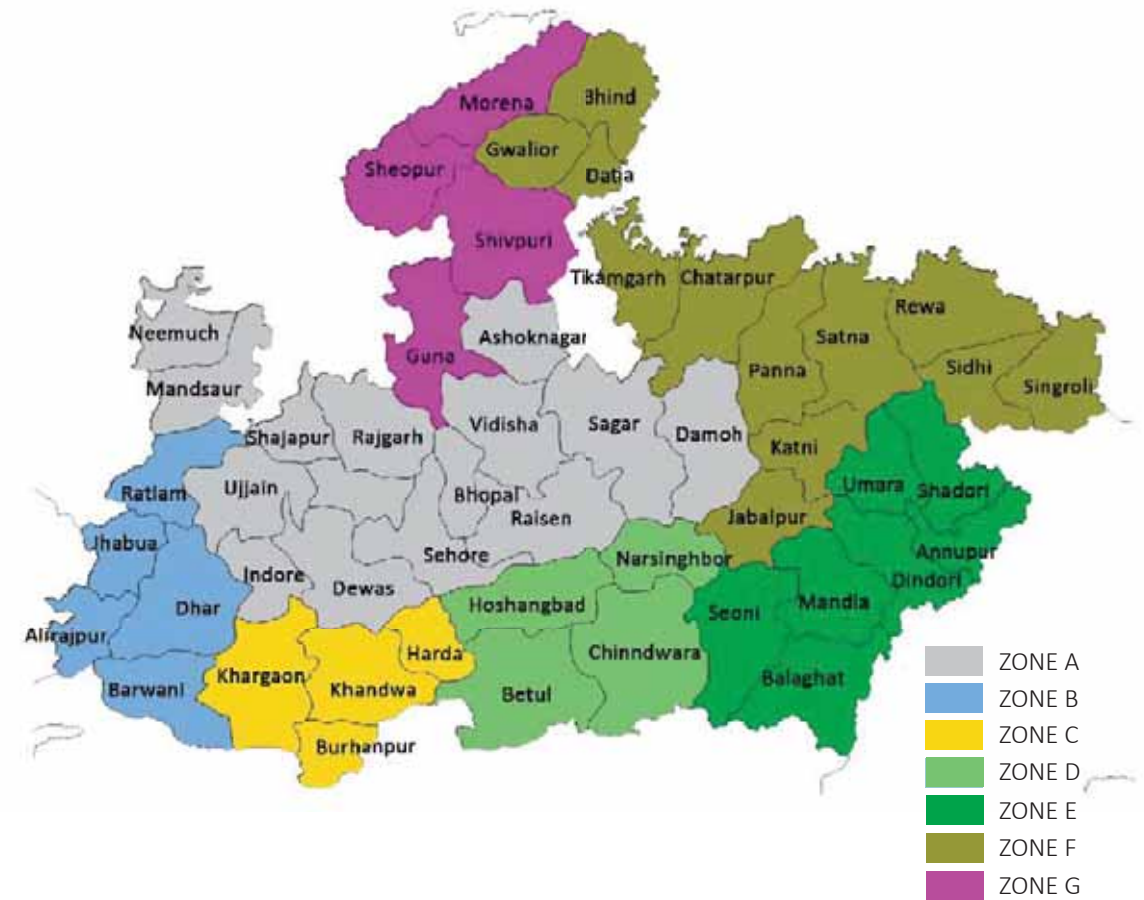 Morena
Bhind
Gwalior
Sheopur
Datia
Shivpuri
Tikamgarh
Chatarpur
Rewa
Neemuch
Ashoknagar
Satna
Guna
Panna
Sidhi
Mandsaur
Singroli
Vidisha
Sagar
Shajapur
Rajgarh
Damoh
Katni
Ujjain
Ratlam
Bhopal
Umara
Shadori
Raisen
Jabalpur
Jhabua
Sehore
Narsinghbor
Annupur
Indore
Dewas
Dindori
Dhar
Hoshangbad
Seoni
Mandla
Alirajpur
Harda
Chinndwara
Khargaon
Balaghat
Barwani
Khandwa
Betul
Burhanpur
ZONE A
ZONE B
ZONE C
ZONE D
ZONE E
ZONE F
ZONE G